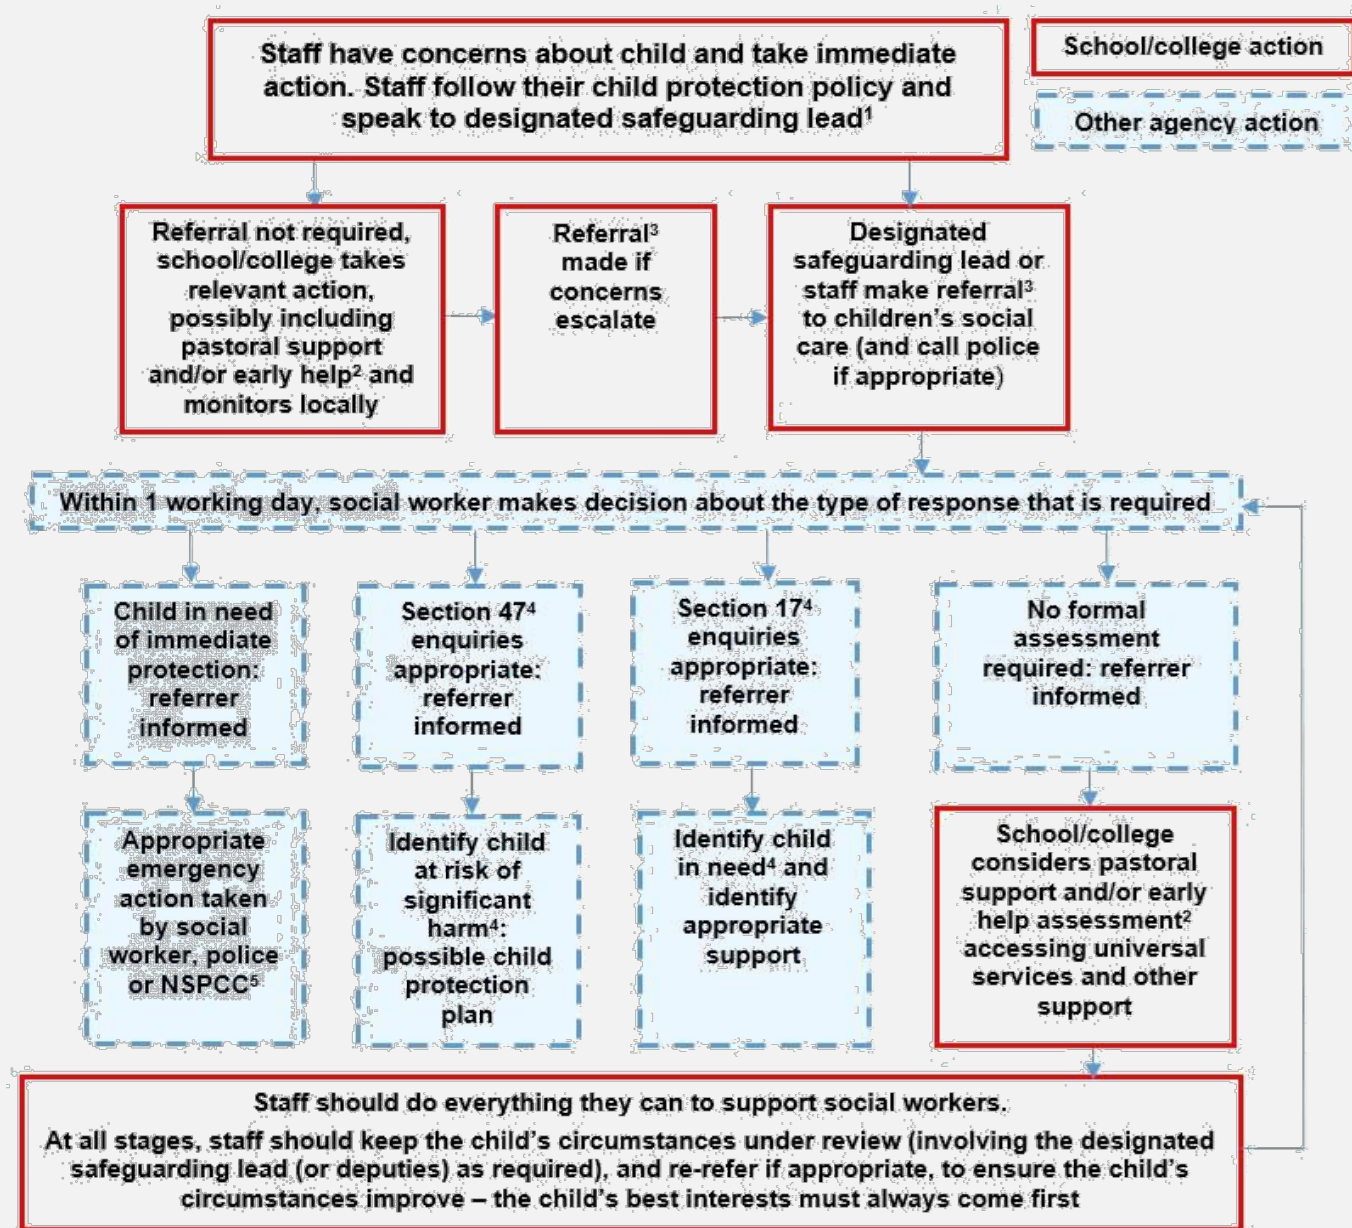 Staff have concerns about child and take immediate
action. Staff follow their child protection policy and
speak to designated safeguarding lead¹
School/college action
Other agency action
Referral not required,
school/college takes
relevant action,
possibly including
pastoral support
and/or early help² and
monitors locally
Referral³
made if
concerns
escalate
Designated
safeguarding lead or
staff make referral³
to children's social
care (and call police
if appropriate)
Within 1 working day, social worker makes decision about the type of response that is required
Child in need
of immediate
protection:
referrer
informed
Section 47⁴
enquiries
appropriate:
referrer
informed
Section 17⁴
enquiries
appropriate:
referrer
informed
No formal
assessment
required: referrer
informed
Appropriate
emergency
action taken
by social
worker, police
or NSPCC⁵
Identify child
at risk of
significant
harm⁴:
possible child
protection
plan
Identify child
in need⁴ and
identify
appropriate
support
School/college
considers pastoral
support and/or early
help assessment²
accessing universal
services and other
support
Staff should do everything they can to support social workers.
At all stages, staff should keep the child's circumstances under review (involving the designated
safeguarding lead (or deputies) as required), and re-refer if appropriate, to ensure the child's
circumstances improve – the child's best interests must always come first